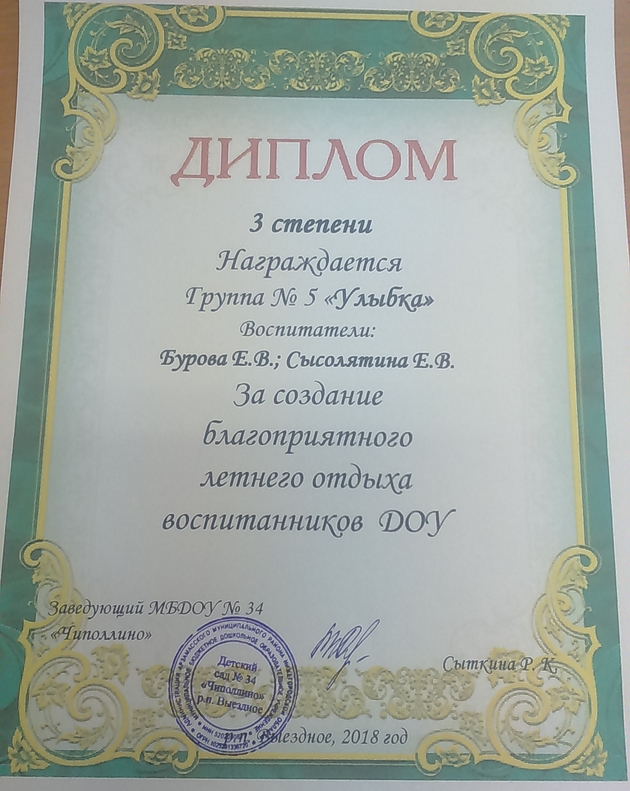 ДИПЛОМ
3 степени
Награждается
Группа № 5 «Улыбка»
Воспитатели:
Бурова Е.В.; Сысолятина Е.В.
За создание
благоприятного
летнего отдыха
воспитанников ДОУ
Заведующий МБДОУ № 34
«Чиполлино»
Сыткина Р. К.
Детский
сад № 34
«Чиполлино»
р.п. Выездное
р.п. Выездное, 2018 год